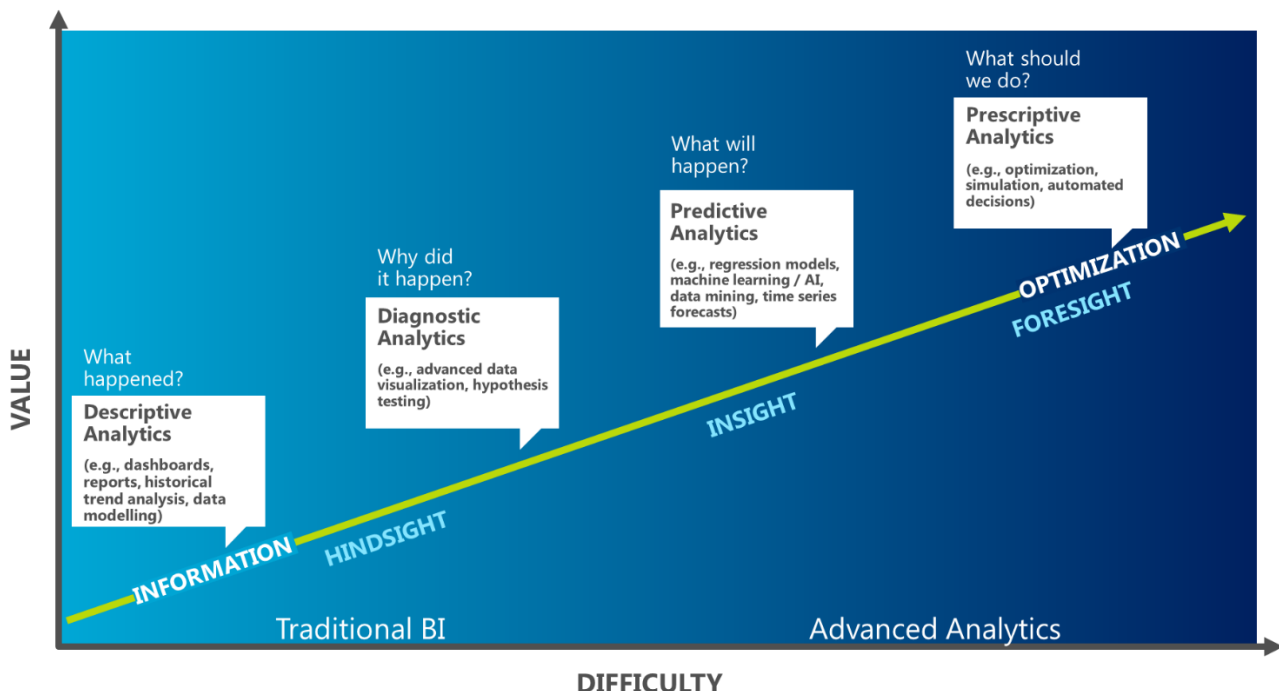 What should
we do?
Prescriptive
Analytics
(e.g., optimization,
simulation, automated
decisions)
What will
happen?
Predictive
Analytics
(e.g., regression models,
machine learning / AI,
data mining, time series
forecasts)
Why did
it happen?
Diagnostic
Analytics
(e.g., advanced data
visualization, hypothesis
testing)
What
happened?
Descriptive
Analytics
(e.g., dashboards,
reports, historical
trend analysis, data
modelling)
VALUE
INFORMATION
HINDSIGHT
INSIGHT
OPTIMIZATION
FORESIGHT
Traditional BI
Advanced Analytics
DIFFICULTY